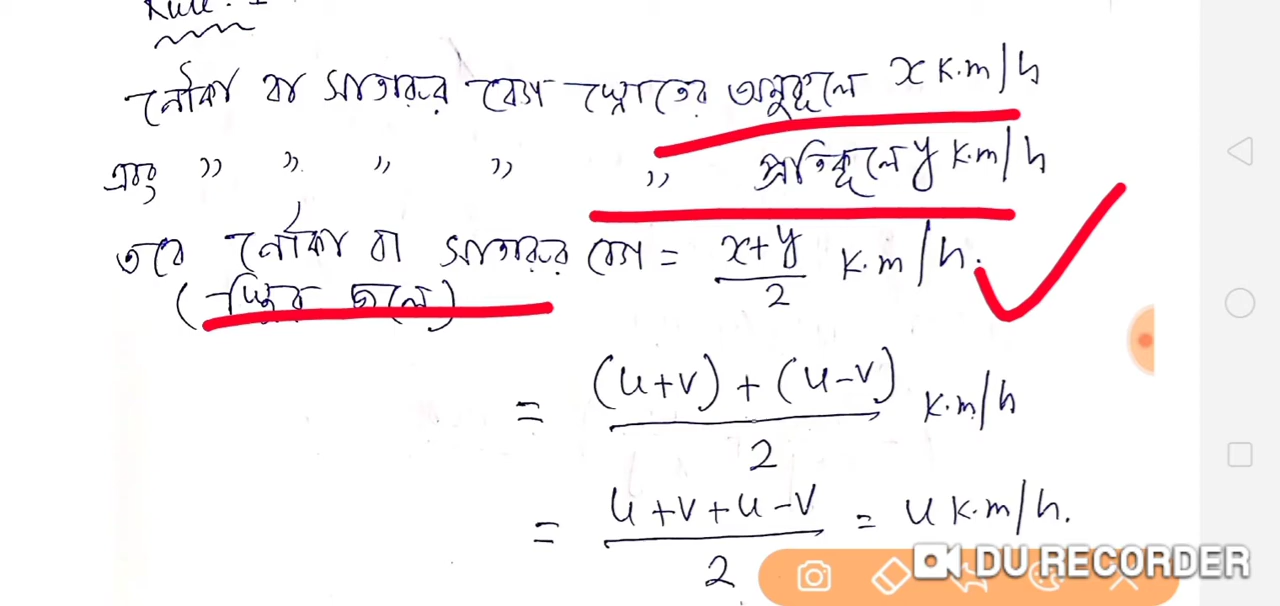 Rule: I
নৌকা বা সাতারুর বেগ স্রোতের অনুকূলে x k.m/h
এবং " " " " " প্রতিকূলে y k.m/h
তবে নৌকা বা সাতারুর বেগ = x+y/2 k.m/h.
(স্থির জলে)
= (u+v) + (u-v)/2 k.m/h
= u+v+u-v/2 = u k.m/h.
DU RECORDER